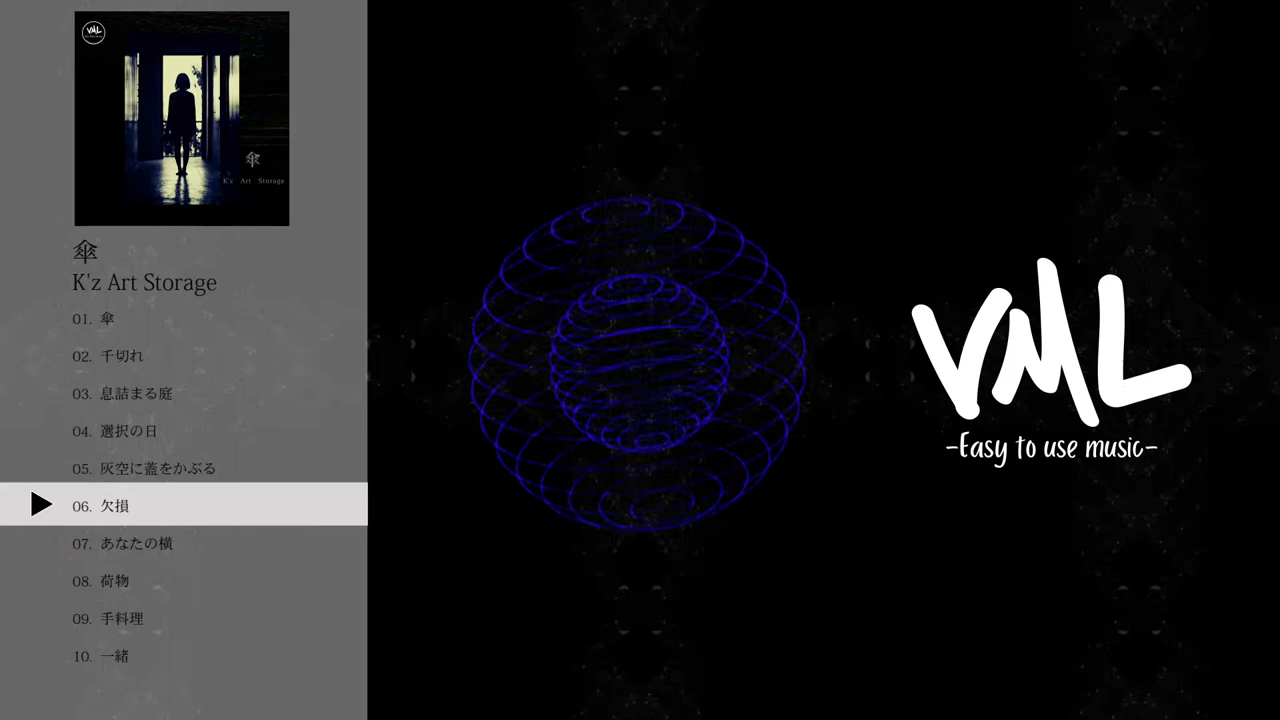 VML
傘
K'z Art Storage
傘
K'z Art Storage
01. 傘
02. 千切れ
03. 息詰まる庭
04. 選択の日
05. 灰空に蓋をかぶる
06. 欠損
07. あなたの横
08. 荷物
09. 手料理
10. 一緒
VML
-Easy to use music-